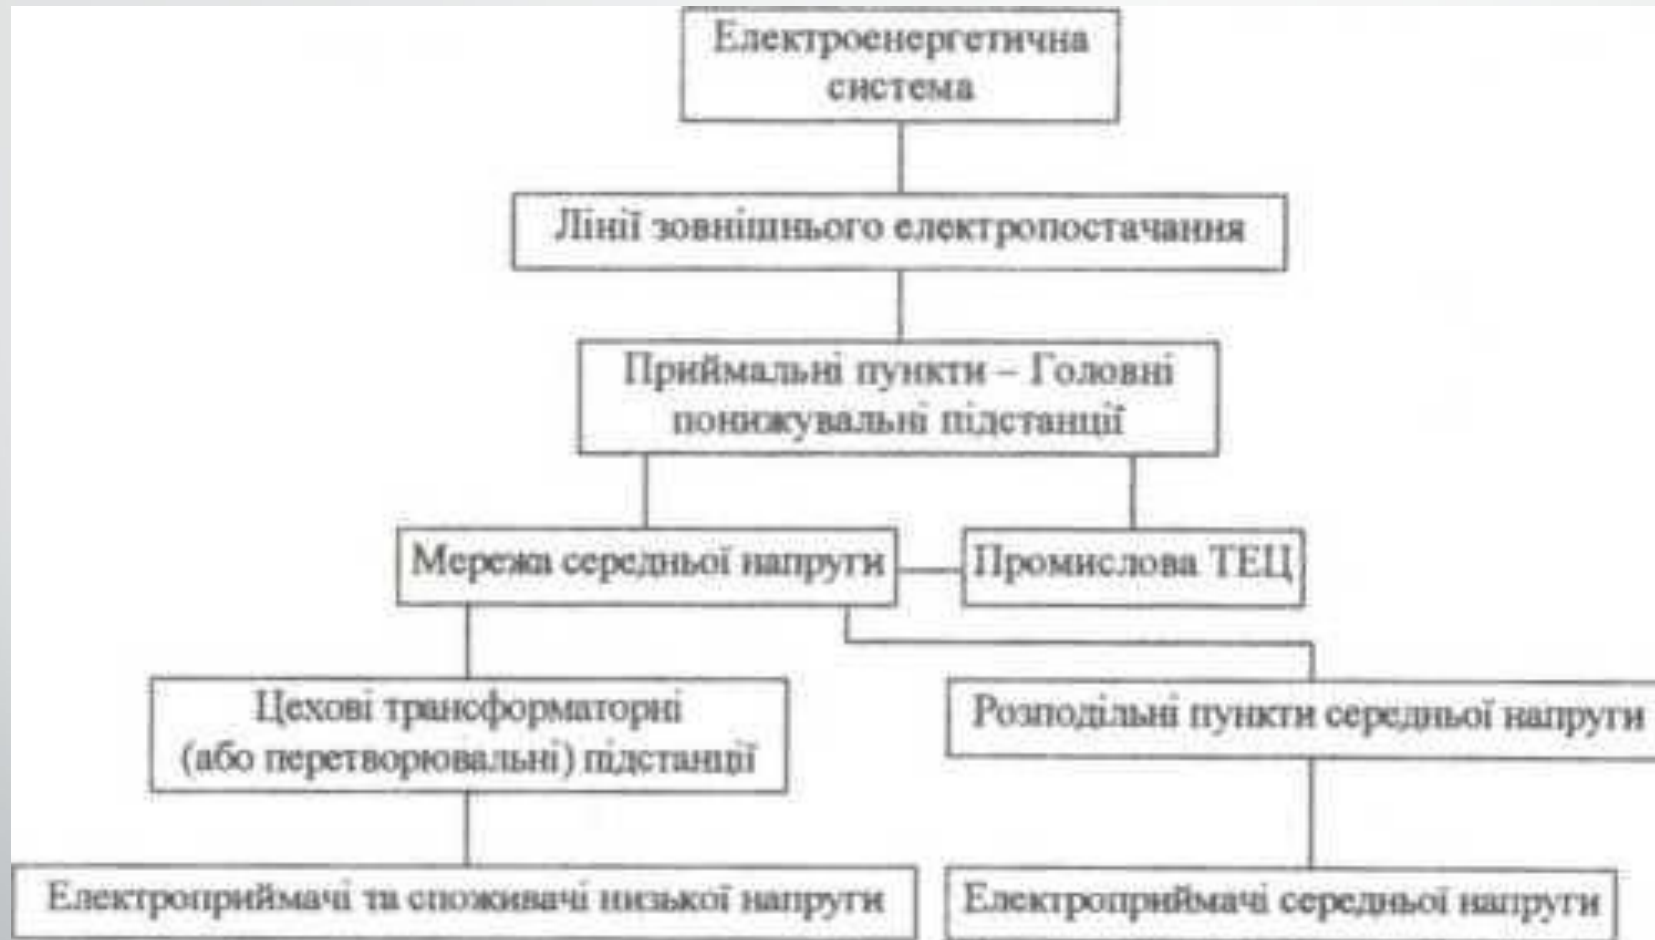 Електроенергетична
система
Лінії зовнішнього електропостачання
Приймальні пункти – Головні
понижувальні підстанції
Мережа середньої напруги
Промислова ТЕЦ
Цехові трансформаторні
(або перетворювальні) підстанції
Розподільні пункти середньої напруги
Електроприймачі та споживачі низької напруги
Електроприймачі середньої напруги